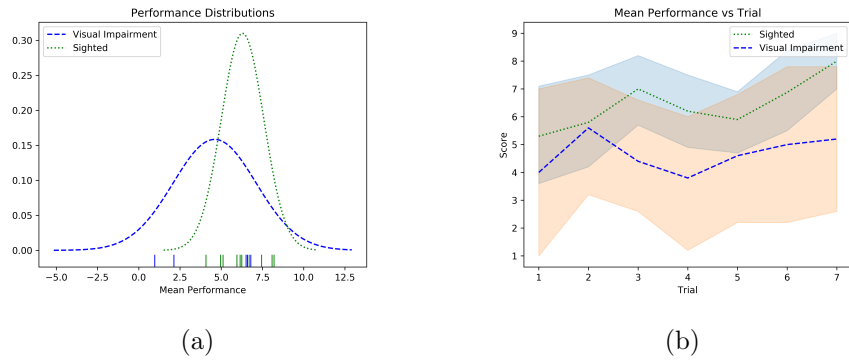 Performance Distributions
Visual Impairment
Sighted
0.30
0.25
0.20
0.15
0.10
0.05
0.00
−5.0 −2.5 0.0 2.5 5.0 7.5 10.0 12.5
Mean Performance
(a)
Mean Performance vs Trial
Sighted
Visual Impairment
9
8
7
6
5
4
3
2
1
Score
1 2 3 4 5 6 7
Trial
(b)